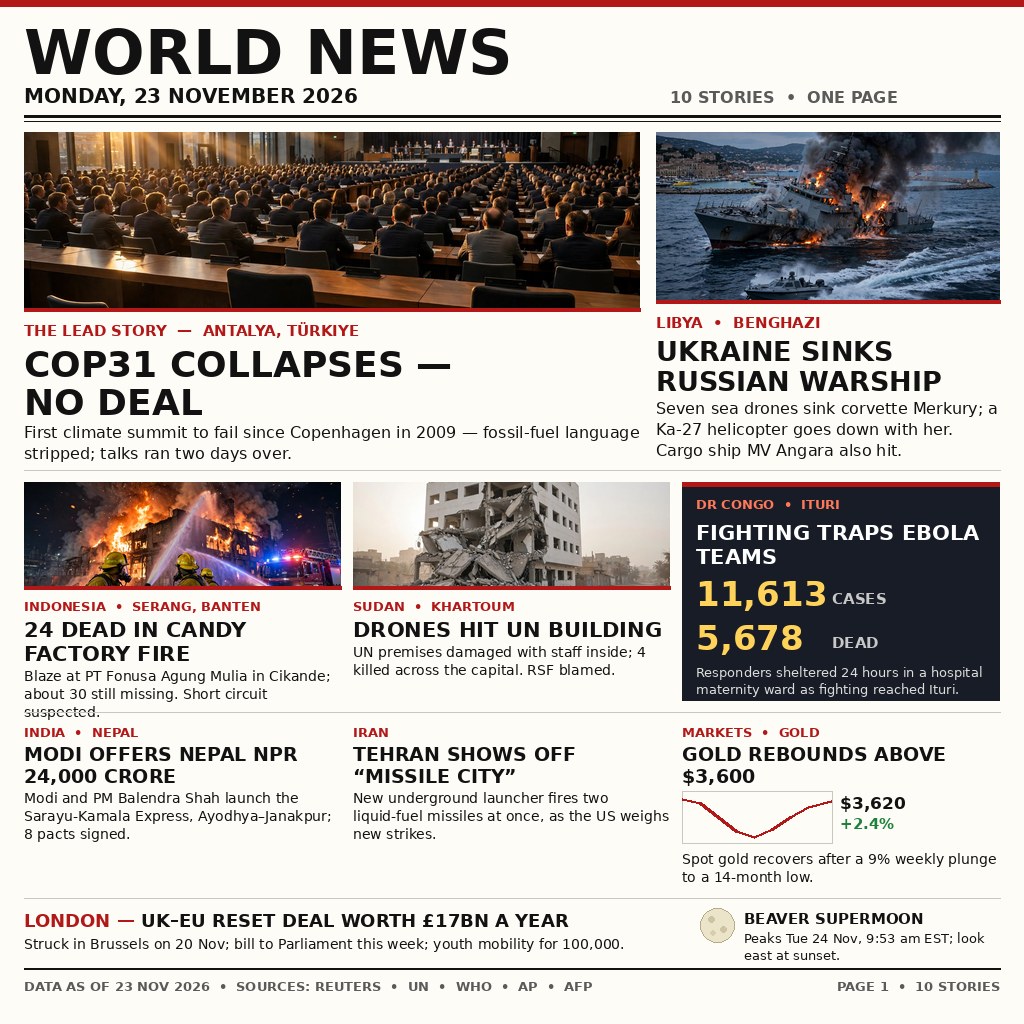 WORLD NEWS
MONDAY, 23 NOVEMBER 2026
10 STORIES • ONE PAGE
THE LEAD STORY — ANTALYA, TÜRKIYE
COP31 COLLAPSES —
NO DEAL
First climate summit to fail since Copenhagen in 2009 — fossil-fuel language
stripped; talks ran two days over.
LIBYA • BENGHAZI
UKRAINE SINKS
RUSSIAN WARSHIP
Seven sea drones sink corvette Merkury; a
Ka-27 helicopter goes down with her.
Cargo ship MV Angara also hit.
INDONESIA • SERANG, BANTEN
24 DEAD IN CANDY
FACTORY FIRE
Blaze at PT Fonusa Agung Mulia in Cikande;
about 30 still missing. Short circuit
suspected.
SUDAN • KHARTOUM
DRONES HIT UN BUILDING
UN premises damaged with staff inside; 4
killed across the capital. RSF blamed.
DR CONGO • ITURI
FIGHTING TRAPS EBOLA
TEAMS
11,613 CASES
5,678 DEAD
Responders sheltered 24 hours in a hospital
maternity ward as fighting reached Ituri.
INDIA • NEPAL
MODI OFFERS NEPAL NPR
24,000 CRORE
Modi and PM Balendra Shah launch the
Sarayu-Kamala Express, Ayodhya–Janakpur;
8 pacts signed.
IRAN
TEHRAN SHOWS OFF
“MISSILE CITY”
New underground launcher fires two
liquid-fuel missiles at once, as the US weighs
new strikes.
MARKETS • GOLD
GOLD REBOUNDS ABOVE
$3,600
$3,620
+2.4%
Spot gold recovers after a 9% weekly plunge
to a 14-month low.
LONDON — UK–EU RESET DEAL WORTH £17BN A YEAR
Struck in Brussels on 20 Nov; bill to Parliament this week; youth mobility for 100,000.
BEAVER SUPERMOON
Peaks Tue 24 Nov, 9:53 am EST; look
east at sunset.
DATA AS OF 23 NOV 2026 • SOURCES: REUTERS • UN • WHO • AP • AFP
PAGE 1 • 10 STORIES